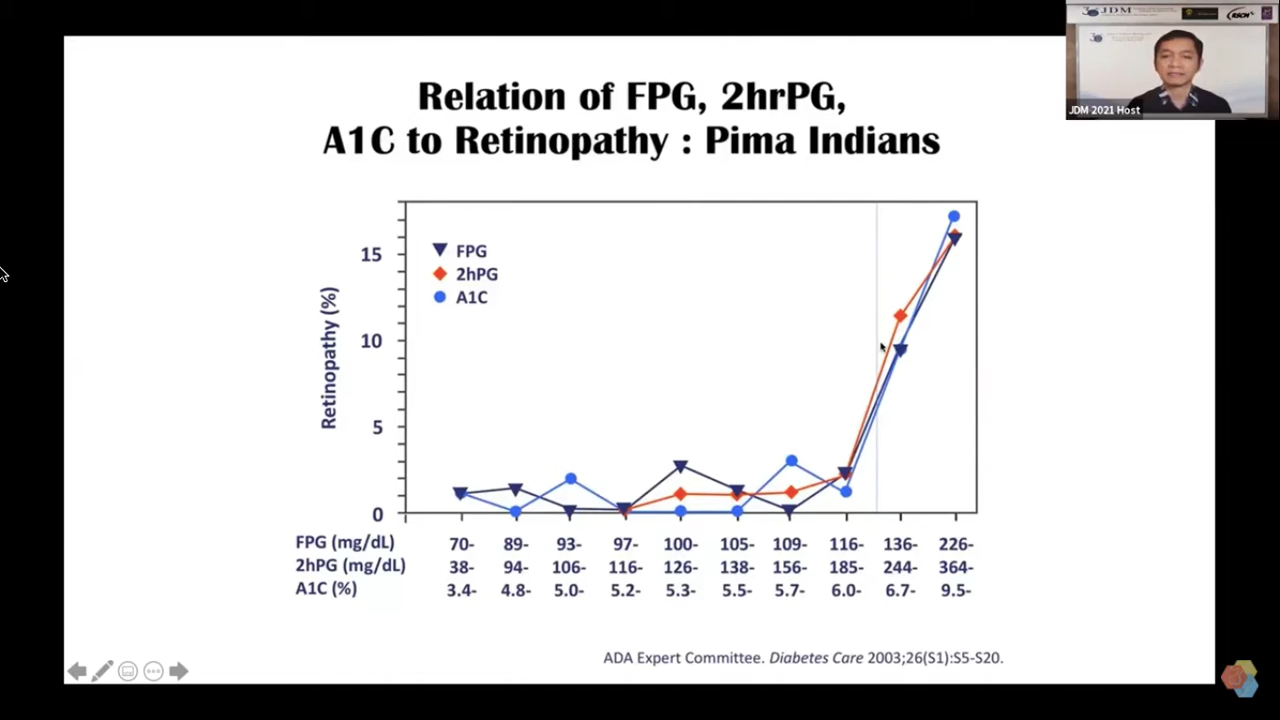 JDM
RSCM
JDM 2021 Host
Relation of FPG, 2hrPG,
A1C to Retinopathy : Pima Indians
FPG
2hPG
A1C
Retinopathy (%)
15
10
5
0
FPG (mg/dL) 70- 89- 93- 97- 100- 105- 109- 116- 136- 226-
2hPG (mg/dL) 38- 94- 106- 116- 126- 138- 156- 185- 244- 364-
A1C (%) 3.4- 4.8- 5.0- 5.2- 5.3- 5.5- 5.7- 6.0- 6.7- 9.5-
ADA Expert Committee. Diabetes Care 2003;26(S1):S5-S20.